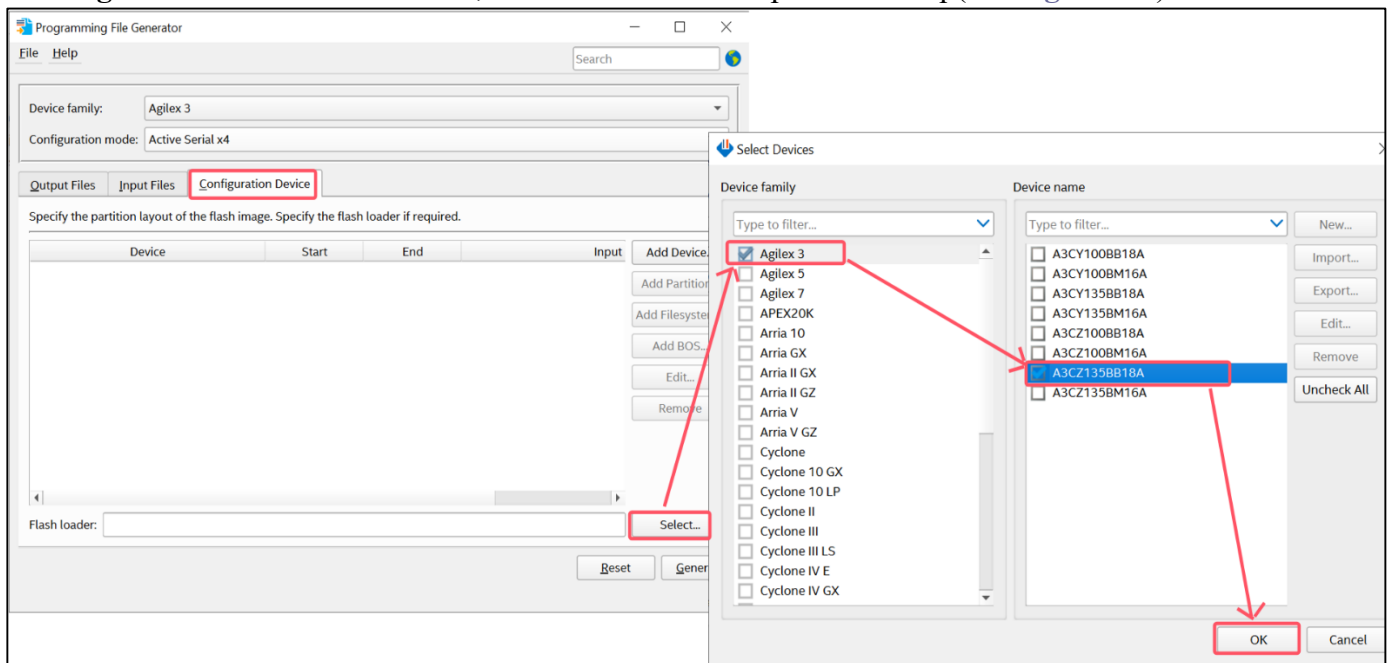 Programming File Generator
File Help
Search
Device family: Agilex 3
Configuration mode: Active Serial x4
Output Files Input Files Configuration Device
Specify the partition layout of the flash image. Specify the flash loader if required.
Device Start End Input
Add Device.
Add Partition
Add Filesyste
Add BOS...
Edit...
Remove
Flash loader: Select...
Reset Gener
Select Devices
Device family
Type to filter...
Agilex 3
Agilex 5
Agilex 7
APEX20K
Arria 10
Arria GX
Arria II GX
Arria II GZ
Arria V
Arria V GZ
Cyclone
Cyclone 10 GX
Cyclone 10 LP
Cyclone II
Cyclone III
Cyclone III LS
Cyclone IV E
Cyclone IV GX
Device name
Type to filter...
A3CY100BB18A
A3CY100BM16A
A3CY135BB18A
A3CY135BM16A
A3CZ100BB18A
A3CZ100BM16A
A3CZ135BB18A
A3CZ135BM16A
New...
Import...
Export...
Edit...
Remove
Uncheck All
OK Cancel